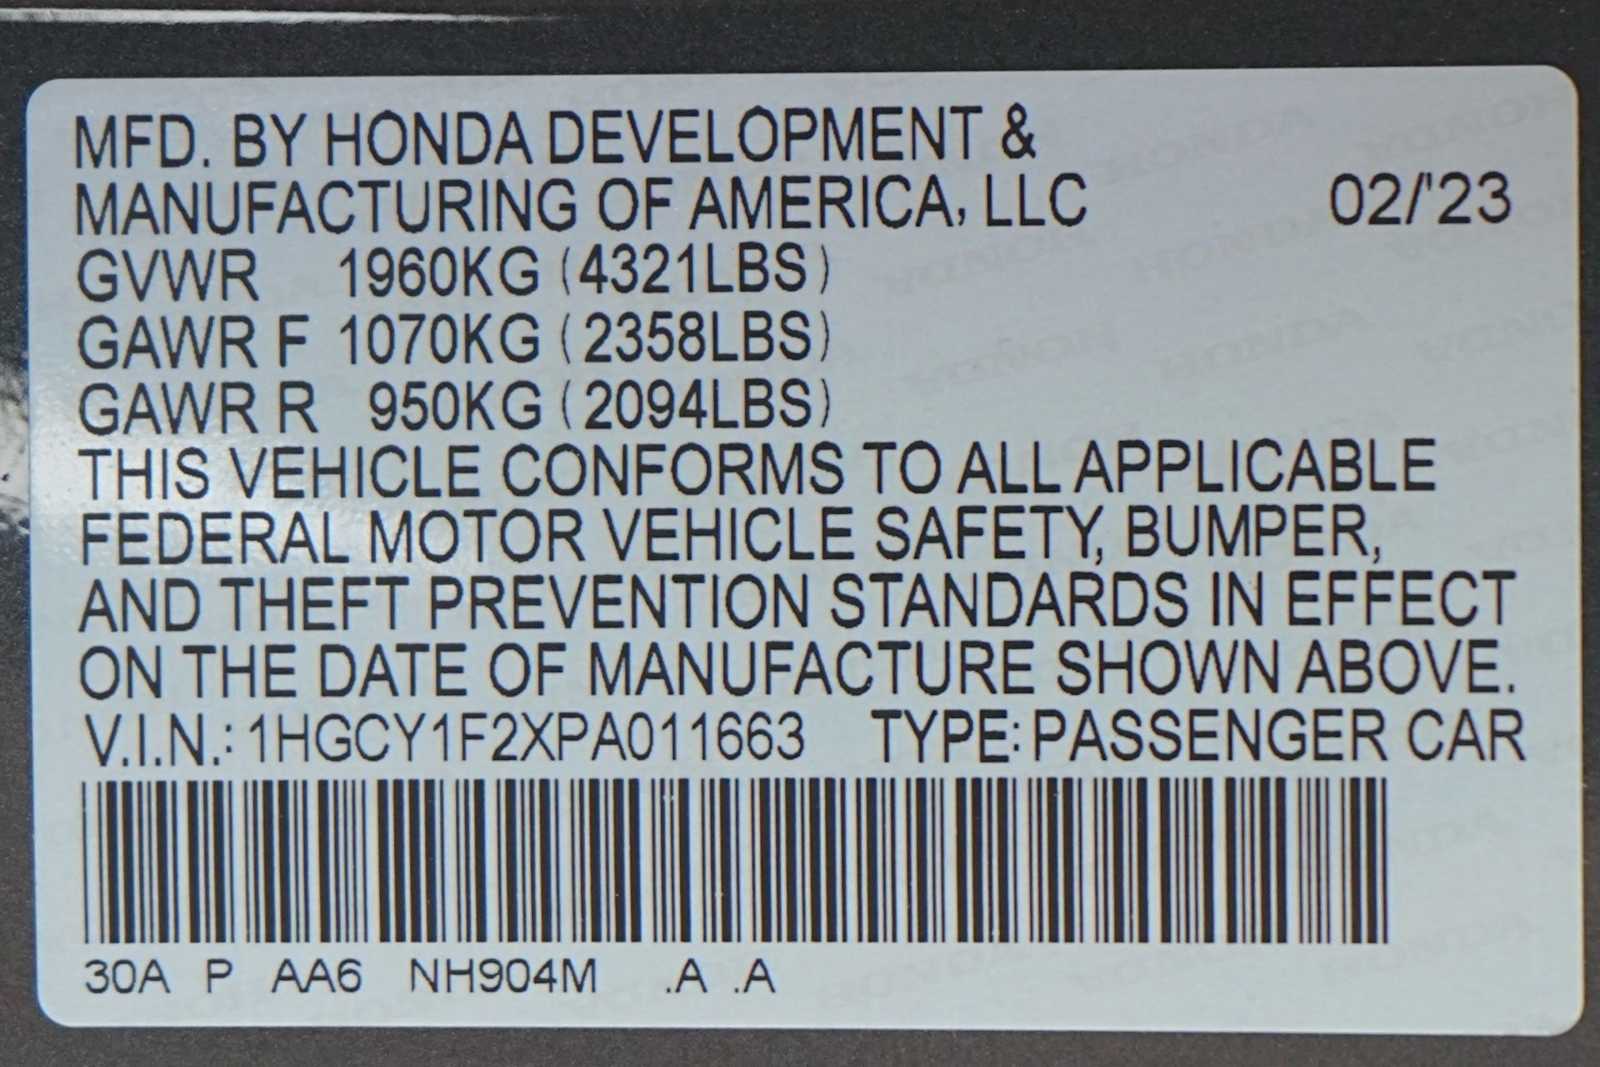 MFD. BY HONDA DEVELOPMENT &
MANUFACTURING OF AMERICA, LLC 02/'23
GVWR 1960KG (4321LBS)
GAWR F 1070KG (2358LBS)
GAWR R 950KG (2094LBS)
THIS VEHICLE CONFORMS TO ALL APPLICABLE
FEDERAL MOTOR VEHICLE SAFETY, BUMPER,
AND THEFT PREVENTION STANDARDS IN EFFECT
ON THE DATE OF MANUFACTURE SHOWN ABOVE.
V.I.N.: 1HGCY1F2XPA011663 TYPE: PASSENGER CAR
30A P AA6 NH904M .A .A